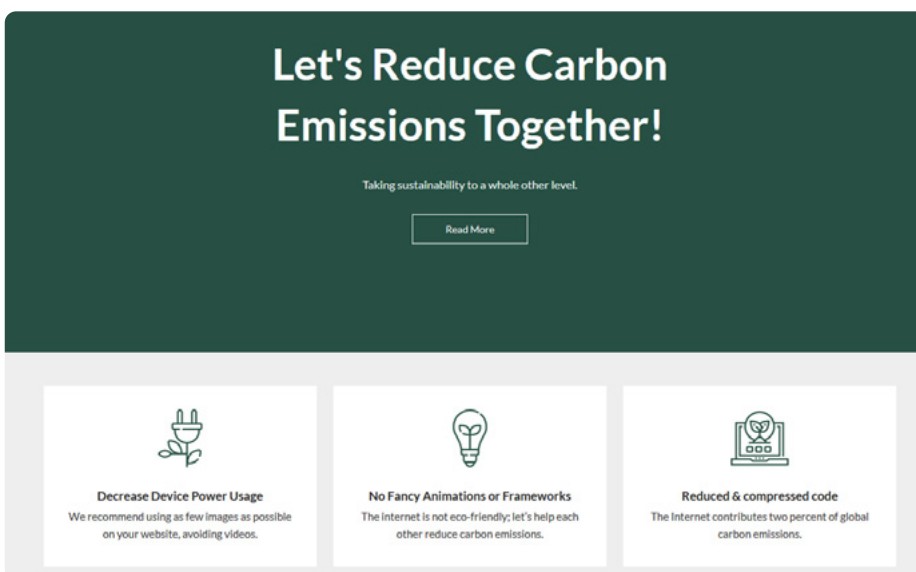 Let's Reduce Carbon
Emissions Together!
Taking sustainability to a whole other level.
Read More
Decrease Device Power Usage
We recommend using as few images as possible
on your website, avoiding videos.
No Fancy Animations or Frameworks
The internet is not eco-friendly; let's help each
other reduce carbon emissions.
Reduced & compressed code
The Internet contributes two percent of global
carbon emissions.